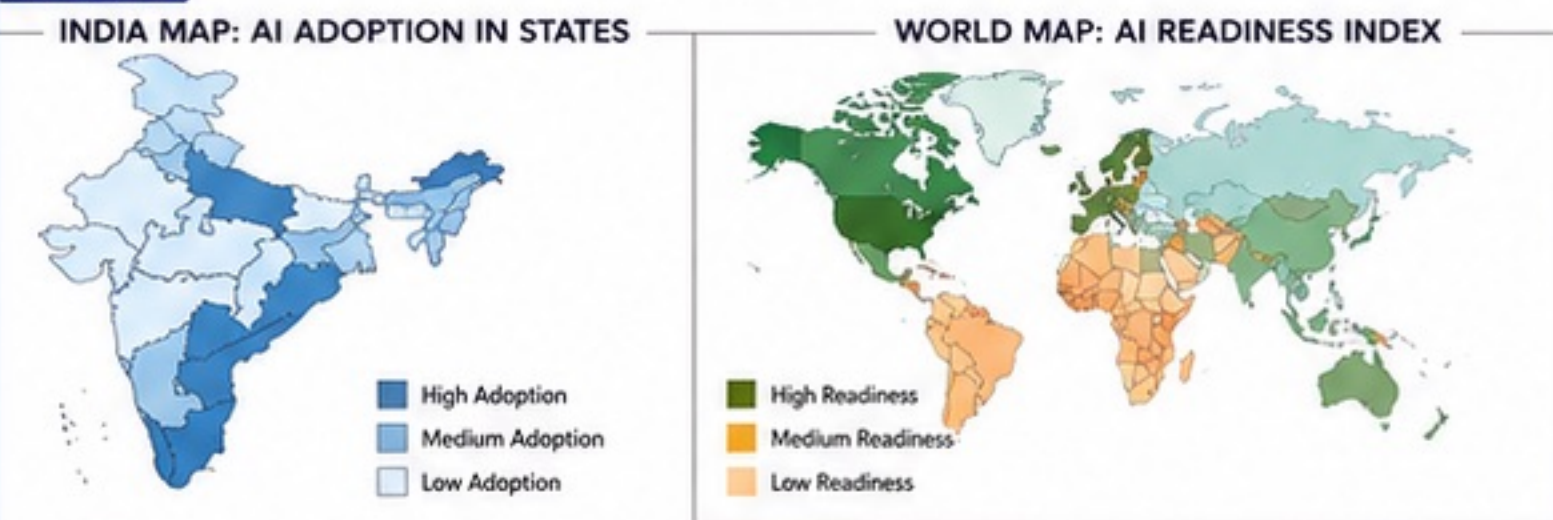 INDIA MAP: AI ADOPTION IN STATES
High Adoption
Medium Adoption
Low Adoption
WORLD MAP: AI READINESS INDEX
High Readiness
Medium Readiness
Low Readiness